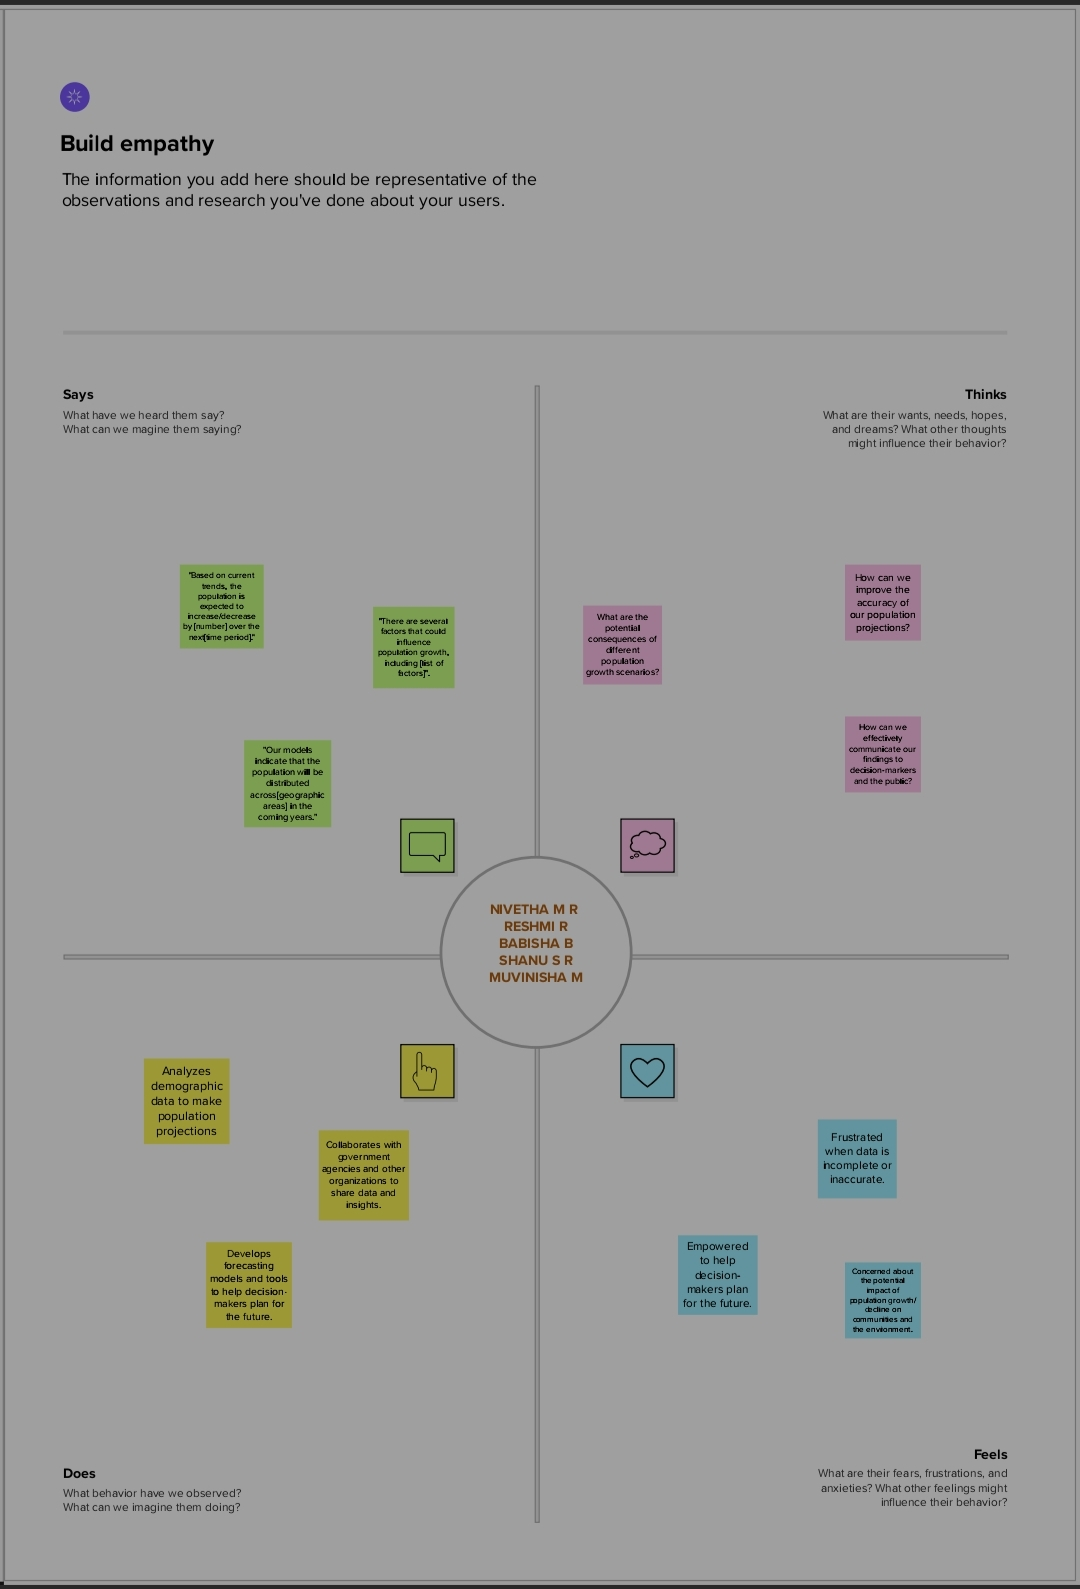 Build empathy
The information you add here should be representative of the
observations and research you've done about your users.
Says
What have we heard them say?
What can we magine them saying?
Thinks
What are their wants, needs, hopes,
and dreams? What other thoughts
might influence their behavior?
"Based on current
trends, the
population is
expected to
increase/decrease
by [number] over the
next[time period]."
"There are several
factors that could
influence
population growth,
including [list of
factors]".
"Our models
indicate that the
population will be
distributed
across[geographic
areas] in the
coming years."
What are the
potential
consequences of
different
population
growth scenarios?
How can we
improve the
accuracy of
our population
projections?
How can we
effectively
communicate our
findings to
decision-markers
and the public?
NIVETHA M R
RESHMI R
BABISHA B
SHANU S R
MUVINISHA M
Analyzes
demographic
data to make
population
projections
Collaborates with
government
agencies and other
organizations to
share data and
insights.
Develops
forecasting
models and tools
to help decision-
makers plan for
the future.
Frustrated
when data is
incomplete or
inaccurate.
Empowered
to help
decision-
makers plan
for the future.
Concerned about
the potential
impact of
population growth/
decline on
communities and
the environment.
Does
What behavior have we observed?
What can we imagine them doing?
Feels
What are their fears, frustrations, and
anxieties? What other feelings might
influence their behavior?